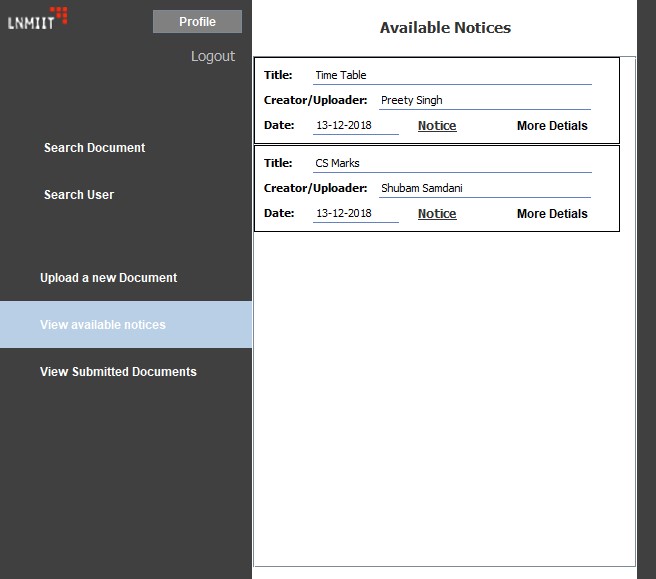 LNMIIT
Profile
Logout
Search Document
Search User
Upload a new Document
View available notices
View Submitted Documents
Available Notices
Title: Time Table
Creator/Uploader: Preety Singh
Date: 13-12-2018 Notice More Detials
Title: CS Marks
Creator/Uploader: Shubam Samdani
Date: 13-12-2018 Notice More Detials